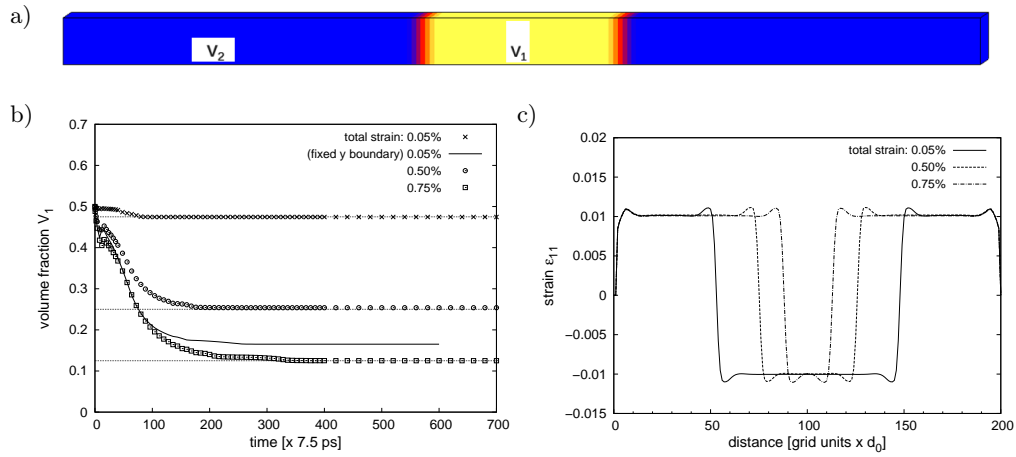 a)
V2
V1
b)
0.7
0.6
0.5
0.4
0.3
0.2
0.1
0
volume fraction V1
total strain: 0.05%
(fixed y boundary) 0.05%
0.50%
0.75%
0 100 200 300 400 500 600 700
time [x 7.5 ps]
c)
0.02
0.015
0.01
0.005
0
−0.005
−0.01
−0.015
strain ε11
total strain: 0.05%
0.50%
0.75%
0 50 100 150 200
distance [grid units x d0]